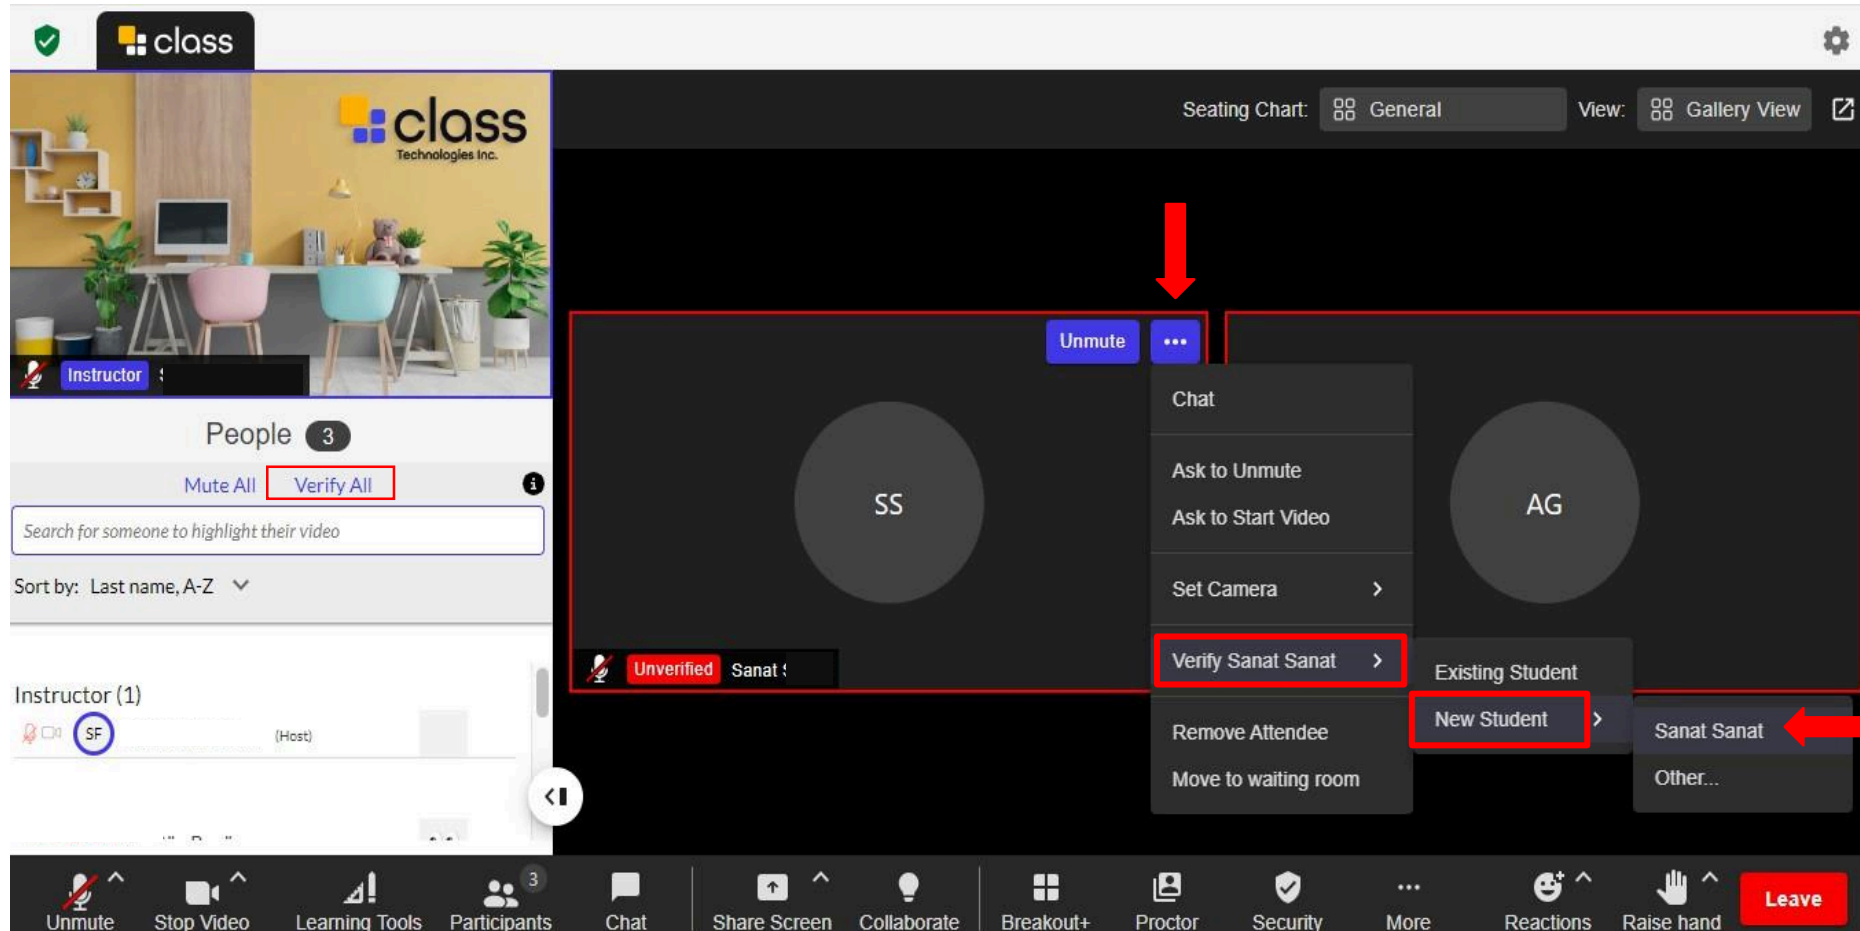 class
Seating Chart: General
View: Gallery View
class
Technologies Inc.
Instructor
People 3
Mute All Verify All
Search for someone to highlight their video
Sort by: Last name, A-Z
Instructor (1)
SF (Host)
Unmute
SS
Unverified Sanat
AG
Chat
Ask to Unmute
Ask to Start Video
Set Camera
Verify Sanat Sanat
Remove Attendee
Move to waiting room
Existing Student
New Student
Sanat Sanat
Other...
Unmute
Stop Video
Learning Tools
3
Participants
Chat
Share Screen
Collaborate
Breakout+
Proctor
Security
More
Reactions
Raise hand
Leave